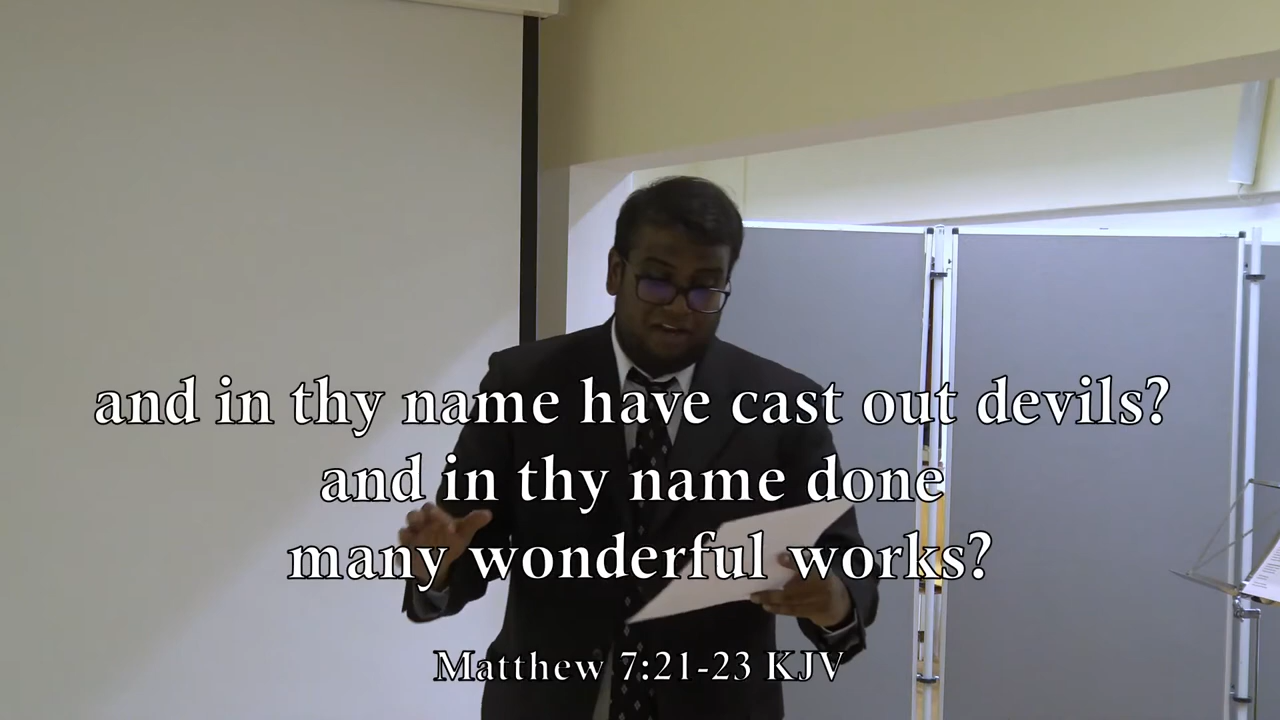 and in thy name have cast out devils?
and in thy name done
many wonderful works?
Matthew 7:21-23 KJV